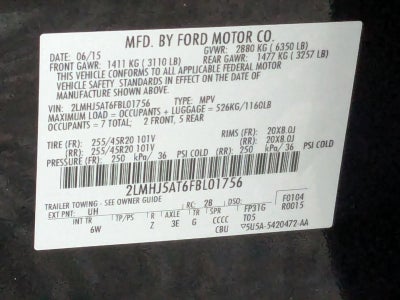 MFD. BY FORD MOTOR CO.
DATE: 06/15 GVWR: 2880 KG (6350 LB)
FRONT GAWR: 1411 KG (3110 LB) REAR GAWR: 1477 KG (3257 LB)
THIS VEHICLE CONFORMS TO ALL APPLICABLE FEDERAL MOTOR VEHICLE
SAFETY STANDARDS IN EFFECT ON THE DATE OF
MANUFACTURE SHOWN ABOVE.
VEHICLE IDENTIFICATION NO.: 2LMHJ5AT6FBL01756 TYPE: MPV
MAXIMUM LOAD = OCCUPANTS + LUGGAGE = 526KG/1160LB
OCCUPANTS = 7 TOTAL: 2 FRONT, 5 REAR
TIRE (FR): 255/45R20 101V RIMS (FR): 20X8.0J
(RR): 255/45R20 101V (RR): 20X8.0J
PRESSURE (FR): 250 kPa/ 36 PSI COLD (RR): 250 kPa/ 36 PSI COLD
2LMHJ5AT6FBL01756
TRAILER TOWING - SEE OWNER GUIDE F0104
EXT PNT: UH RC: 28 FP31G R0015
INT TR TP/PS R AXLE TR SPR T05
6W Z 3E G CCCC CBU
5U5A-5420472-AA